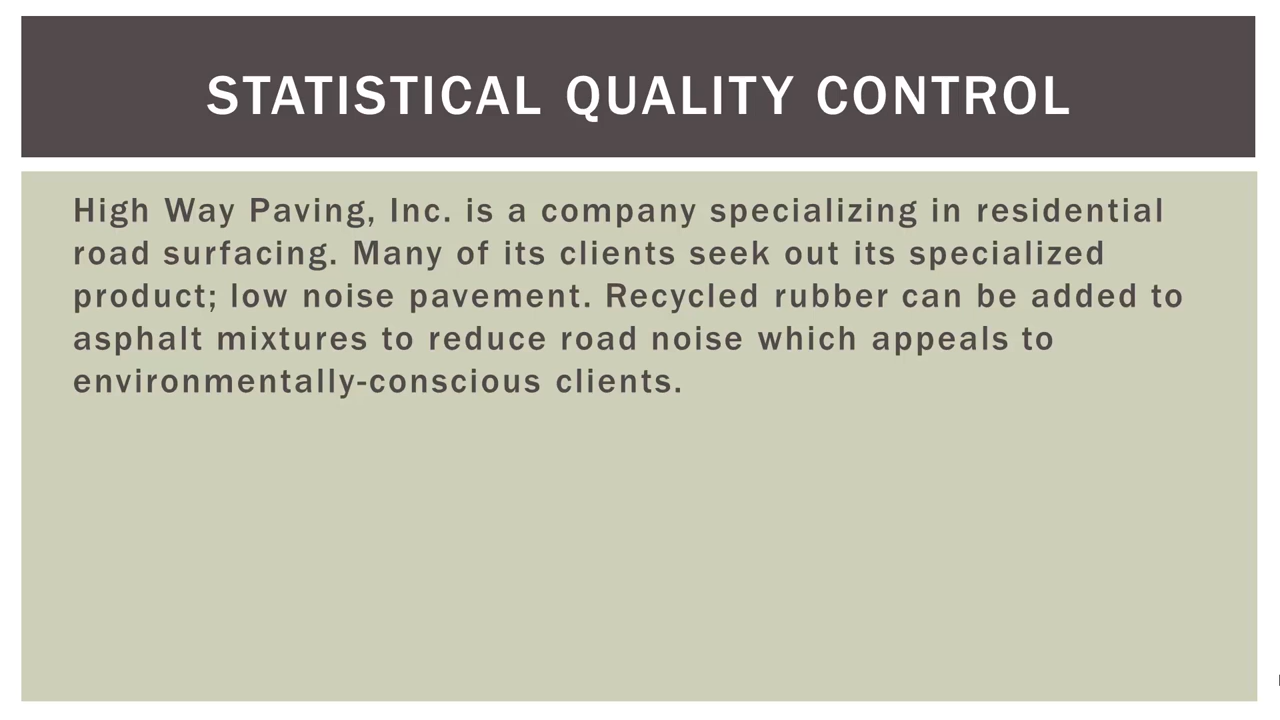 STATISTICAL QUALITY CONTROL
High Way Paving, Inc. is a company specializing in residential
road surfacing. Many of its clients seek out its specialized
product; low noise pavement. Recycled rubber can be added to
asphalt mixtures to reduce road noise which appeals to
environmentally-conscious clients.